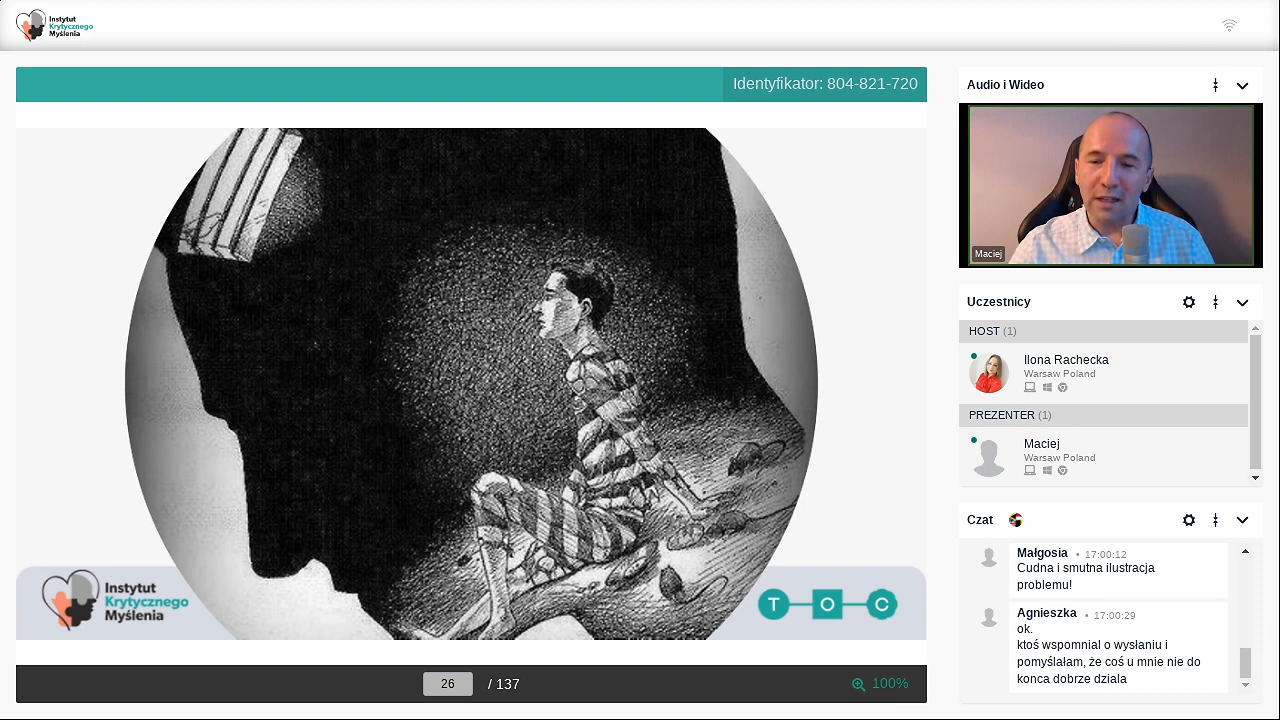 Instytut
Krytycznego
Myślenia
Identyfikator: 804-821-720
Instytut
Krytycznego
Myślenia
T O C
26 / 137
100%
Audio i Wideo
Maciej
Uczestnicy
HOST (1)
Ilona Rachecka
Warsaw Poland
PREZENTER (1)
Maciej
Warsaw Poland
Czat
Małgosia • 17:00:12
Cudna i smutna ilustracja
problemu!
Agnieszka • 17:00:29
ok.
ktoś wspomnial o wysłaniu i
pomyślałam, że coś u mnie nie do
konca dobrze dziala